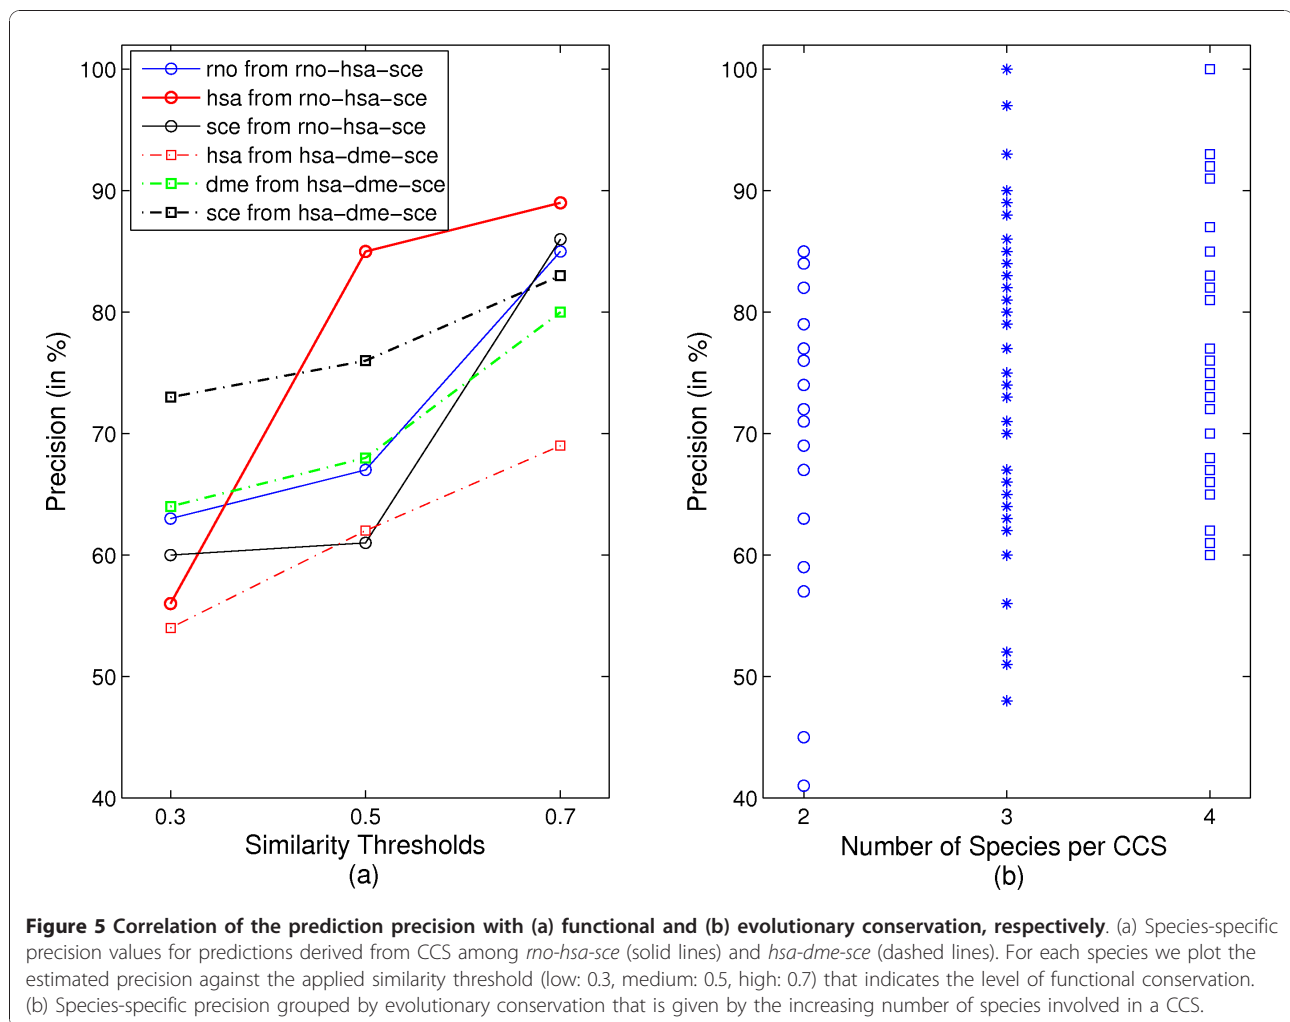 100
90
80
70
60
50
40
Precision (in %)
rno from rno−hsa−sce
hsa from rno−hsa−sce
sce from rno−hsa−sce
hsa from hsa−dme−sce
dme from hsa−dme−sce
sce from hsa−dme−sce
0.3 0.5 0.7
Similarity Thresholds
(a)
100
90
80
70
60
50
40
Precision (in %)
2 3 4
Number of Species per CCS
(b)
Figure 5 Correlation of the prediction precision with (a) functional and (b) evolutionary conservation, respectively. (a) Species-specific
precision values for predictions derived from CCS among rno-hsa-sce (solid lines) and hsa-dme-sce (dashed lines). For each species we plot the
estimated precision against the applied similarity threshold (low: 0.3, medium: 0.5, high: 0.7) that indicates the level of functional conservation.
(b) Species-specific precision grouped by evolutionary conservation that is given by the increasing number of species involved in a CCS.